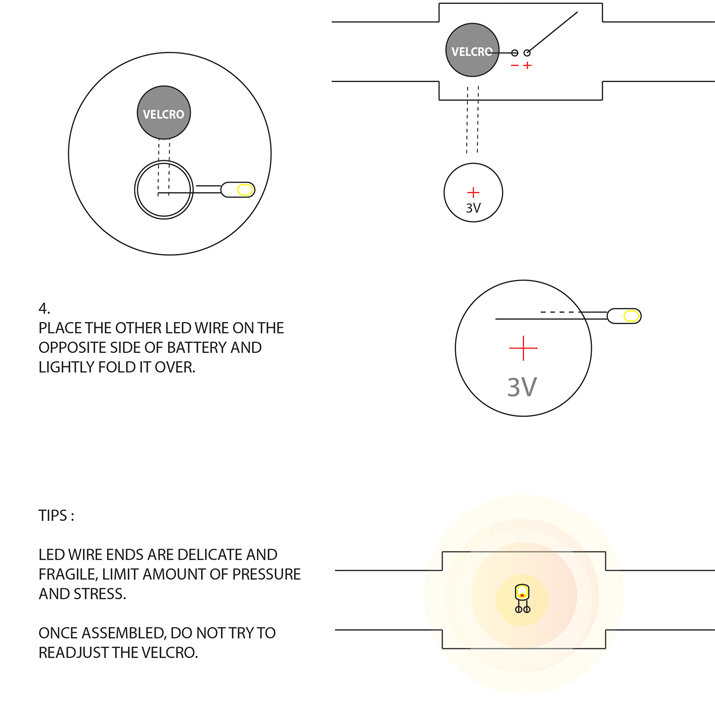 VELCRO
VELCRO
− +
+
3V
4.
PLACE THE OTHER LED WIRE ON THE
OPPOSITE SIDE OF BATTERY AND
LIGHTLY FOLD IT OVER.
+
3V
TIPS :
LED WIRE ENDS ARE DELICATE AND
FRAGILE, LIMIT AMOUNT OF PRESSURE
AND STRESS.
ONCE ASSEMBLED, DO NOT TRY TO
READJUST THE VELCRO.